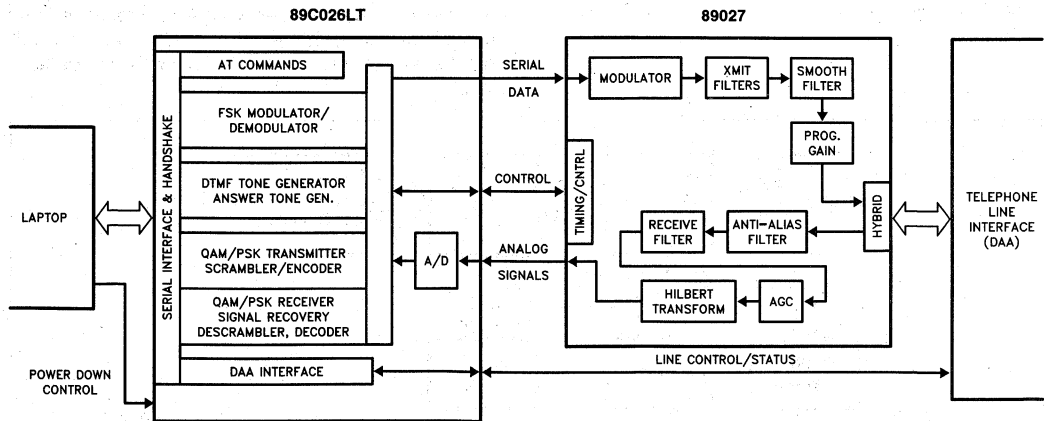 89C026LT
89027
LAPTOP
POWER DOWN
CONTROL
SERIAL INTERFACE & HANDSHAKE
AT COMMANDS
FSK MODULATOR/
DEMODULATOR
DTMF TONE GENERATOR
ANSWER TONE GEN.
QAM/PSK TRANSMITTER
SCRAMBLER/ENCODER
QAM/PSK RECEIVER
SIGNAL RECOVERY
DESCRAMBLER, DECODER
DAA INTERFACE
A/D
SERIAL
DATA
CONTROL
ANALOG
SIGNALS
TIMING/CNTRL
MODULATOR
XMIT
FILTERS
SMOOTH
FILTER
PROG.
GAIN
HYBRID
RECEIVE
FILTER
ANTI-ALIAS
FILTER
HILBERT
TRANSFORM
AGC
LINE CONTROL/STATUS
TELEPHONE
LINE
INTERFACE
(DAA)